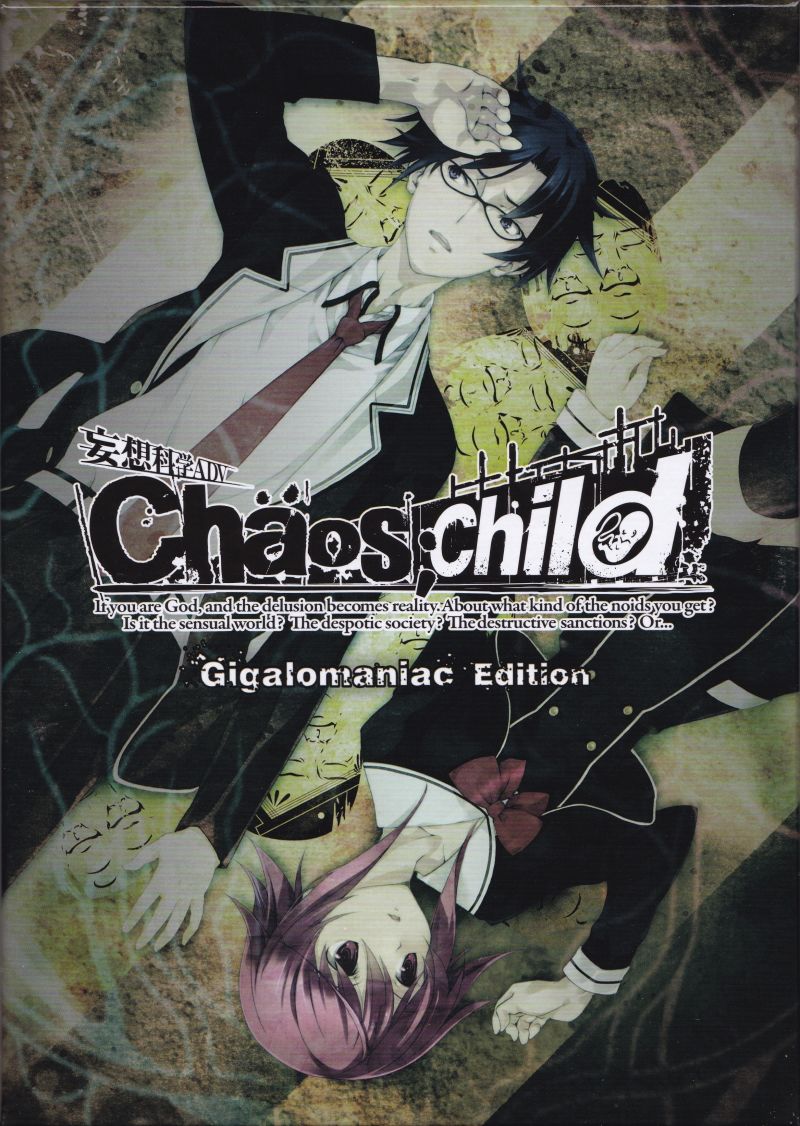 妄想科学ADV
Chäos;Child
If you are God, and the delusion becomes reality. About what kind of the noids you get?
Is it the sensual world? The despotic society? The destructive sanctions? Or...
Gigalomaniac Edition